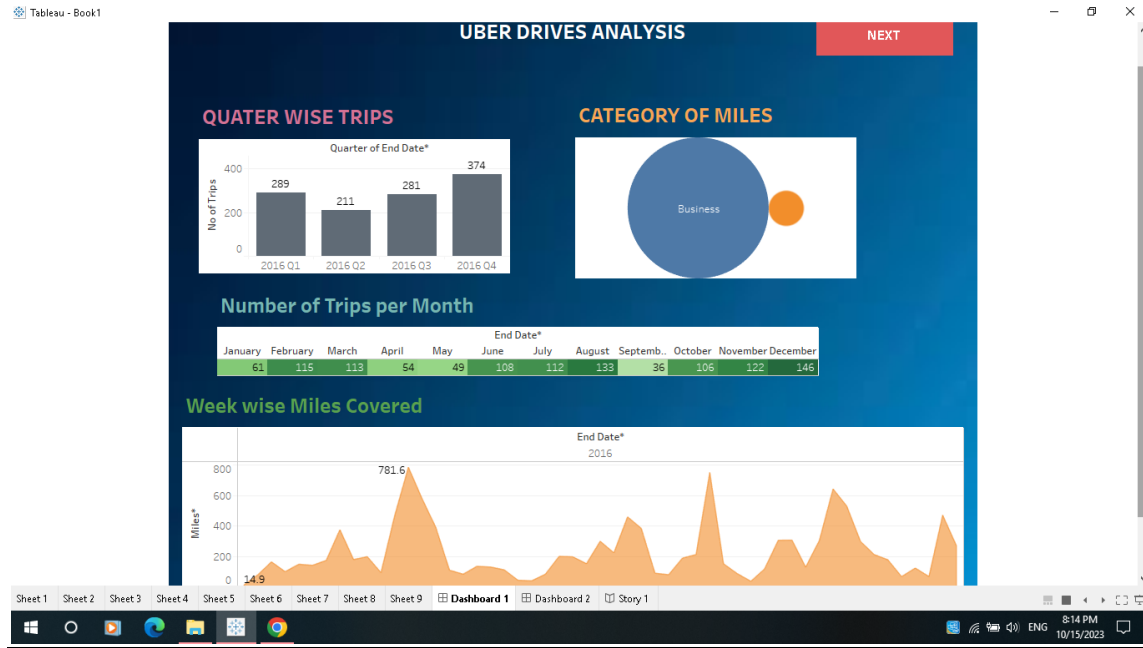 Tableau - Book1
UBER DRIVES ANALYSIS
NEXT
QUATER WISE TRIPS
CATEGORY OF MILES
Quarter of End Date*
No of Trips
400
200
0
289
211
281
374
2016 Q1 2016 Q2 2016 Q3 2016 Q4
Business
Number of Trips per Month
End Date*
January February March April May June July August Septemb.. October November December
61 115 113 54 49 108 112 133 36 106 122 146
Week wise Miles Covered
End Date*
2016
Miles*
800
600
400
200
0
781.6
14.9
Sheet 1 Sheet 2 Sheet 3 Sheet 4 Sheet 5 Sheet 6 Sheet 7 Sheet 8 Sheet 9 Dashboard 1 Dashboard 2 Story 1
ENG
8:14 PM
10/15/2023